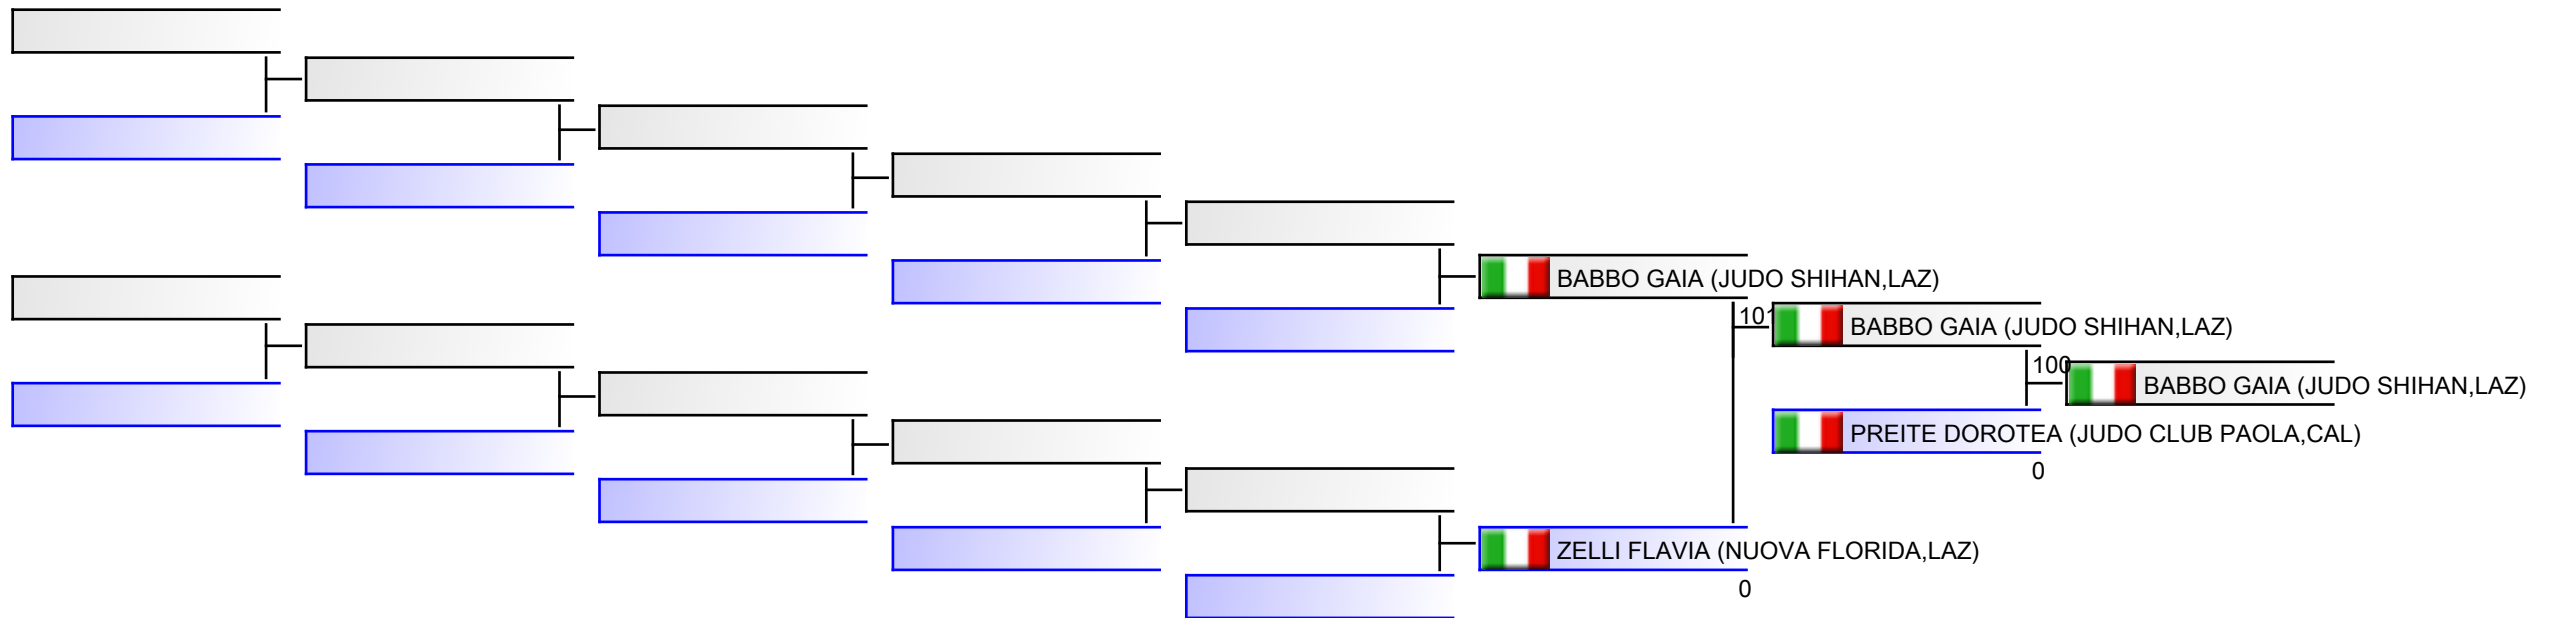 BABBO GAIA (JUDO SHIHAN,LAZ)
101
BABBO GAIA (JUDO SHIHAN,LAZ)
100
BABBO GAIA (JUDO SHIHAN,LAZ)
PREITE DOROTEA (JUDO CLUB PAOLA,CAL)
0
ZELLI FLAVIA (NUOVA FLORIDA,LAZ)
0